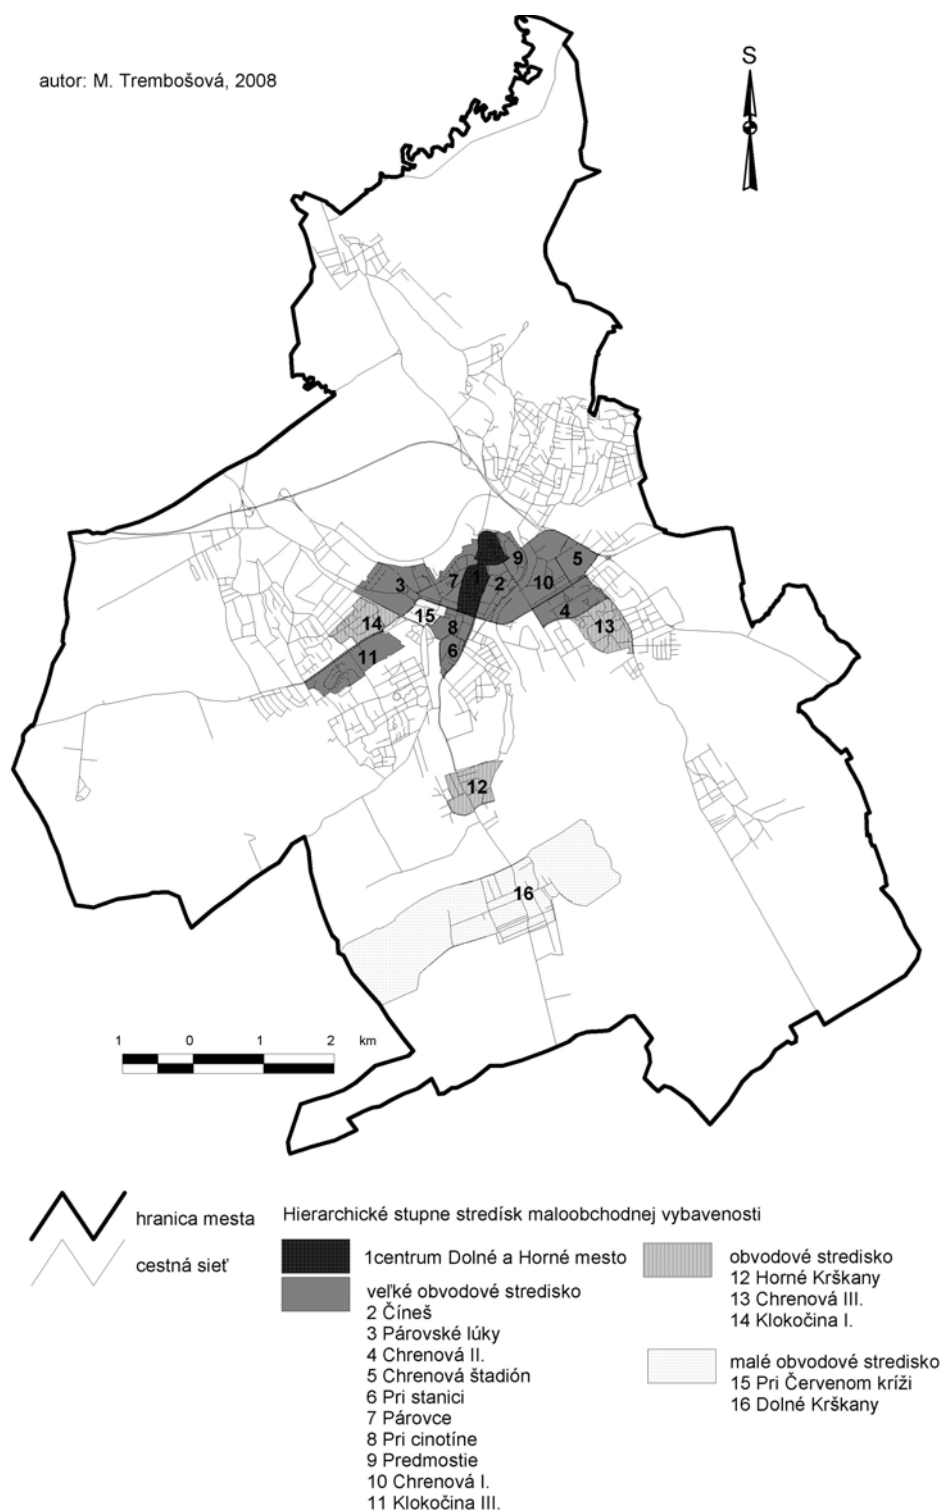 autor: M. Trembošová, 2008
S
9
5
3
7
1
2
10
4
15
8
13
14
6
11
12
16
1 0 1 2 km
hranica mesta
cestná sieť
Hierarchické stupne stredísk maloobchodnej vybavenosti
1centrum Dolné a Horné mesto
veľké obvodové stredisko
2 Číneš
3 Párovské lúky
4 Chrenová II.
5 Chrenová štadión
6 Pri stanici
7 Párovce
8 Pri cinotíne
9 Predmostie
10 Chrenová I.
11 Klokočina III.
obvodové stredisko
12 Horné Krškany
13 Chrenová III.
14 Klokočina I.
malé obvodové stredisko
15 Pri Červenom kríži
16 Dolné Krškany